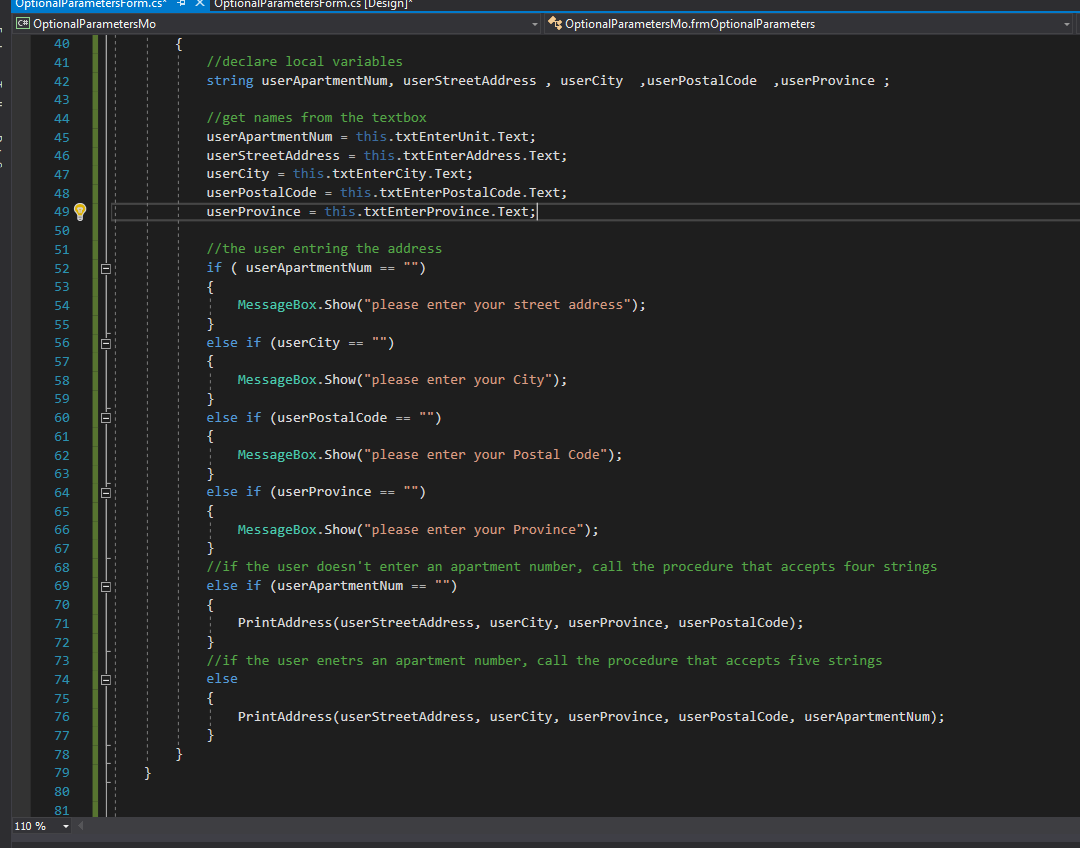 OptionalParametersForm.cs* OptionalParametersForm.cs [Design]*
C# OptionalParametersMo OptionalParametersMo.frmOptionalParameters
40 {
41 //declare local variables
42 string userApartmentNum, userStreetAddress , userCity ,userPostalCode ,userProvince ;
43
44 //get names from the textbox
45 userApartmentNum = this.txtEnterUnit.Text;
46 userStreetAddress = this.txtEnterAddress.Text;
47 userCity = this.txtEnterCity.Text;
48 userPostalCode = this.txtEnterPostalCode.Text;
49 userProvince = this.txtEnterProvince.Text;
50
51 //the user entring the address
52 if ( userApartmentNum == "")
53 {
54 MessageBox.Show("please enter your street address");
55 }
56 else if (userCity == "")
57 {
58 MessageBox.Show("please enter your City");
59 }
60 else if (userPostalCode == "")
61 {
62 MessageBox.Show("please enter your Postal Code");
63 }
64 else if (userProvince == "")
65 {
66 MessageBox.Show("please enter your Province");
67 }
68 //if the user doesn't enter an apartment number, call the procedure that accepts four strings
69 else if (userApartmentNum == "")
70 {
71 PrintAddress(userStreetAddress, userCity, userProvince, userPostalCode);
72 }
73 //if the user enetrs an apartment number, call the procedure that accepts five strings
74 else
75 {
76 PrintAddress(userStreetAddress, userCity, userProvince, userPostalCode, userApartmentNum);
77 }
78 }
79 }
80
81
110 %